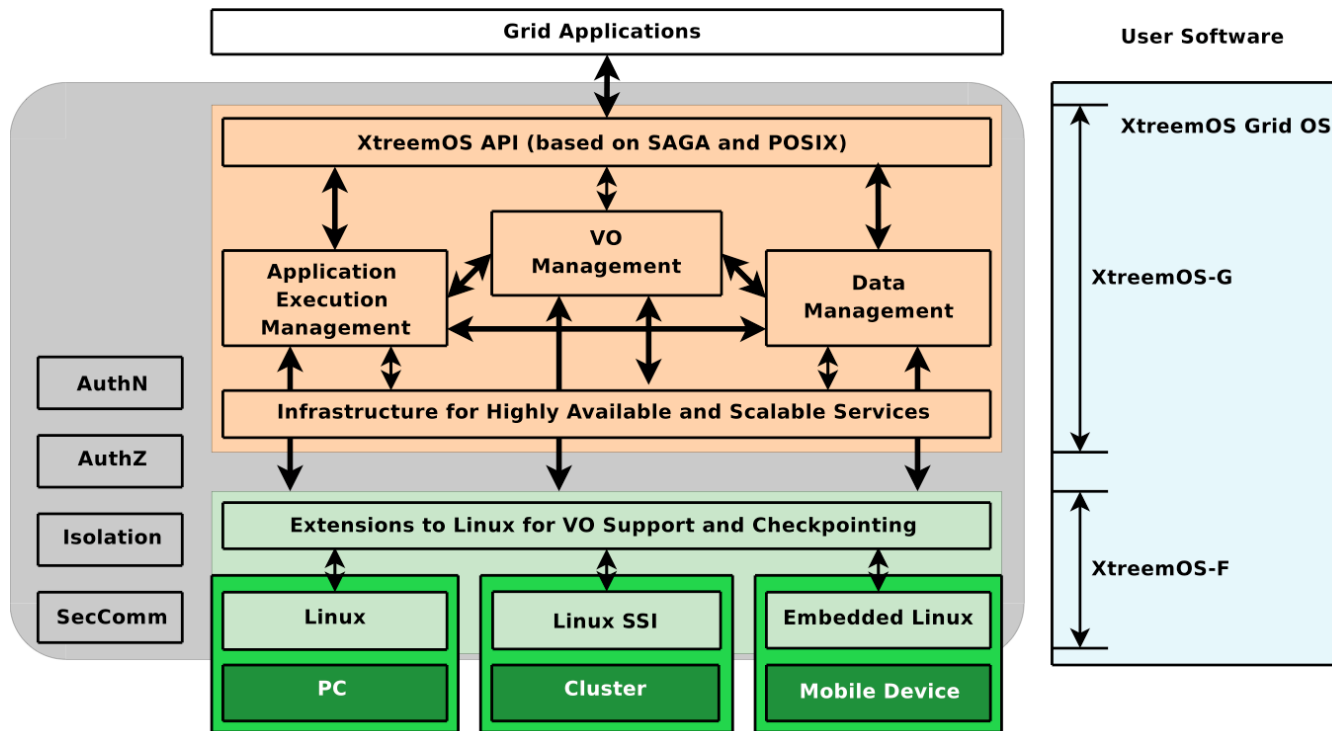 Grid Applications
User Software
XtreemOS API (based on SAGA and POSIX)
XtreemOS Grid OS
VO
Management
Application
Execution
Management
Data
Management
XtreemOS-G
AuthN
Infrastructure for Highly Available and Scalable Services
AuthZ
Extensions to Linux for VO Support and Checkpointing
Isolation
XtreemOS-F
SecComm
Linux
Linux SSI
Embedded Linux
PC
Cluster
Mobile Device